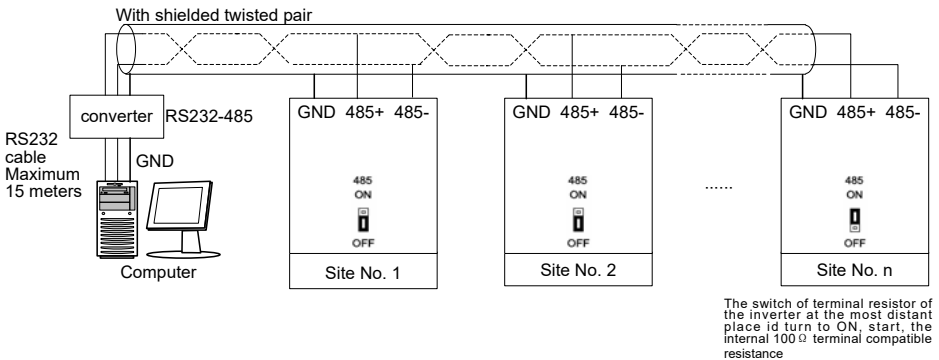 With shielded twisted pair
converter
RS232-485
RS232
cable
Maximum
15 meters
GND
Computer
GND 485+ 485-
485
ON
OFF
Site No. 1
GND 485+ 485-
485
ON
OFF
Site No. 2
......
GND 485+ 485-
485
ON
OFF
Site No. n
The switch of terminal resistor of
the inverter at the most distant
place id turn to ON, start, the
internal 100Ω terminal compatible
resistance